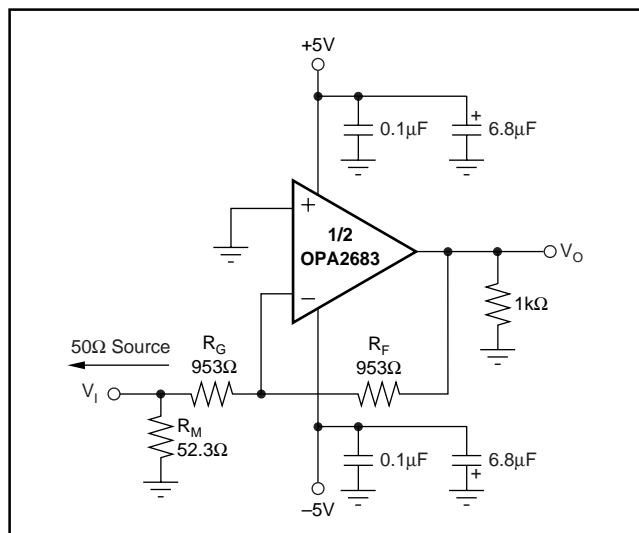 +5V
+
0.1µF
6.8µF
+
1/2
OPA2683
–
V_O
1kΩ
50Ω Source
R_G
953Ω
R_F
953Ω
V_I
R_M
52.3Ω
0.1µF
6.8µF
+
–5V